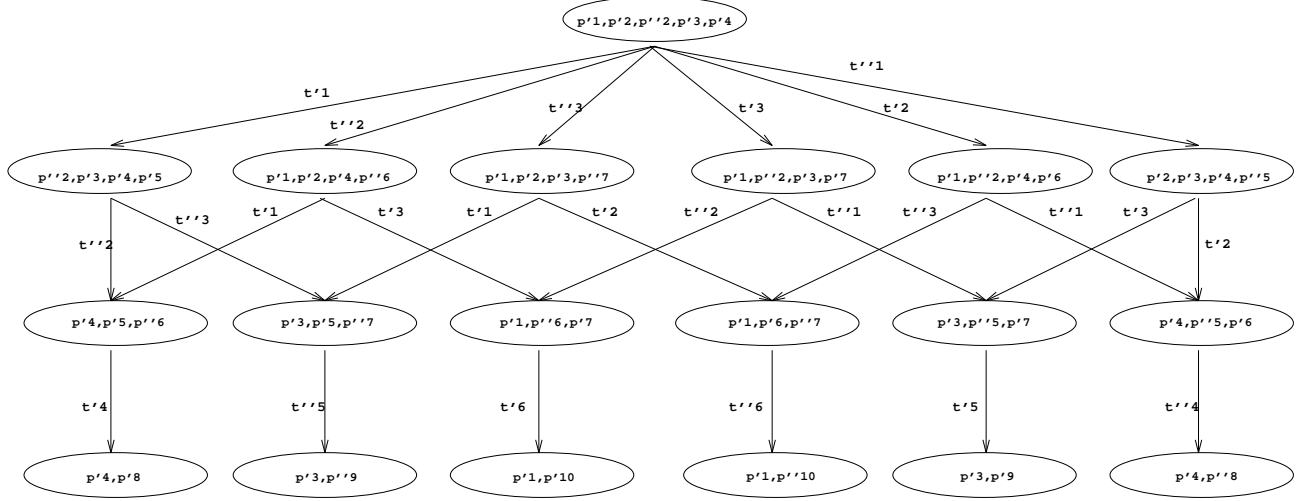 p'1,p'2,p''2,p'3,p'4
t''1
t'1
t''3
t'3
t'2
t''2
p''2,p'3,p'4,p'5
p'1,p'2,p'4,p''6
p'1,p'2,p'3,p''7
p'1,p''2,p'3,p'7
p'1,p''2,p'4,p'6
p'2,p'3,p'4,p''5
t''3
t'1
t'3
t'1
t'2
t''2
t''1
t''3
t''1
t'3
t''2
t'2
p'4,p'5,p''6
p'3,p'5,p''7
p'1,p''6,p'7
p'1,p'6,p''7
p'3,p''5,p'7
p'4,p''5,p'6
t'4
t''5
t'6
t''6
t'5
t''4
p'4,p'8
p'3,p''9
p'1,p'10
p'1,p''10
p'3,p'9
p'4,p''8